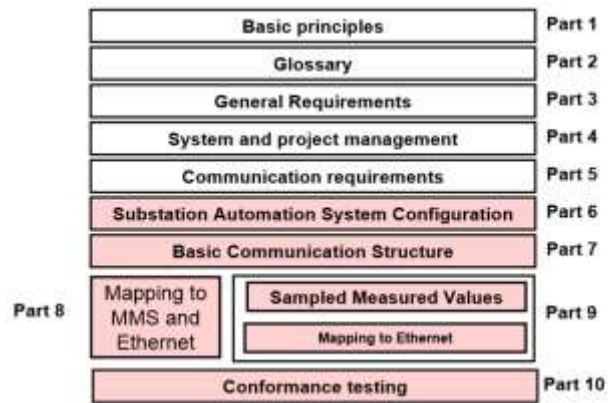 Basic principles Part 1
Glossary Part 2
General Requirements Part 3
System and project management Part 4
Communication requirements Part 5
Substation Automation System Configuration Part 6
Basic Communication Structure Part 7
Part 8
Mapping to
MMS and
Ethernet
Sampled Measured Values
Mapping to Ethernet
Part 9
Conformance testing Part 10